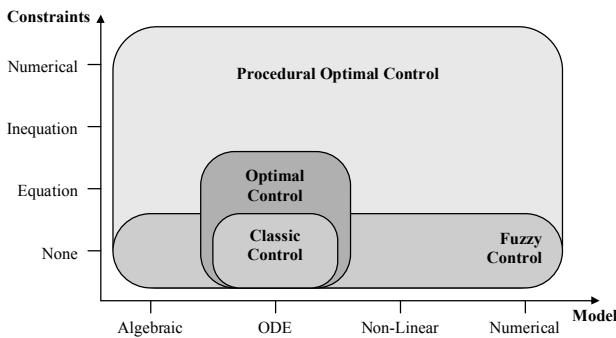 Constraints
Numerical
Procedural Optimal Control
Inequation
Equation
Optimal
Control
None
Classic
Control
Fuzzy
Control
Model
Algebraic
ODE
Non-Linear
Numerical